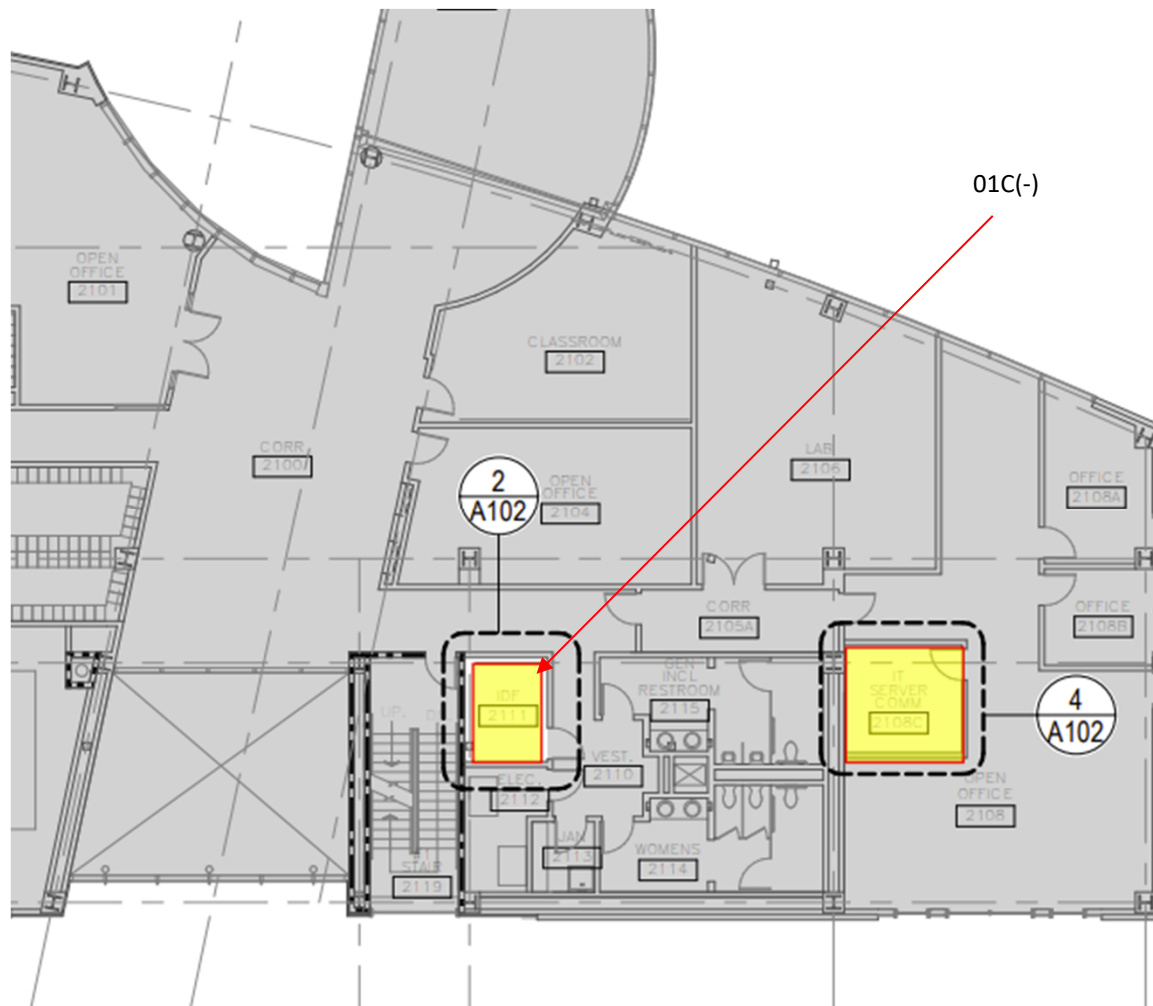 01C(-)
OPEN
OFFICE
2101
CLASSROOM
2102
CORR.
2100
2
A102
OPEN
OFFICE
2104
LAB
2106
OFFICE
2108A
CORR
2105A
OFFICE
2108B
IDF
2111
GEN
INCL
RESTROOM
2115
IT
SERVER
COMM
2108C
4
A102
UP.
VEST.
2110
ELEC.
2112
OPEN
OFFICE
2108
JAN
2113
WOMENS
2114
STAIR
2119